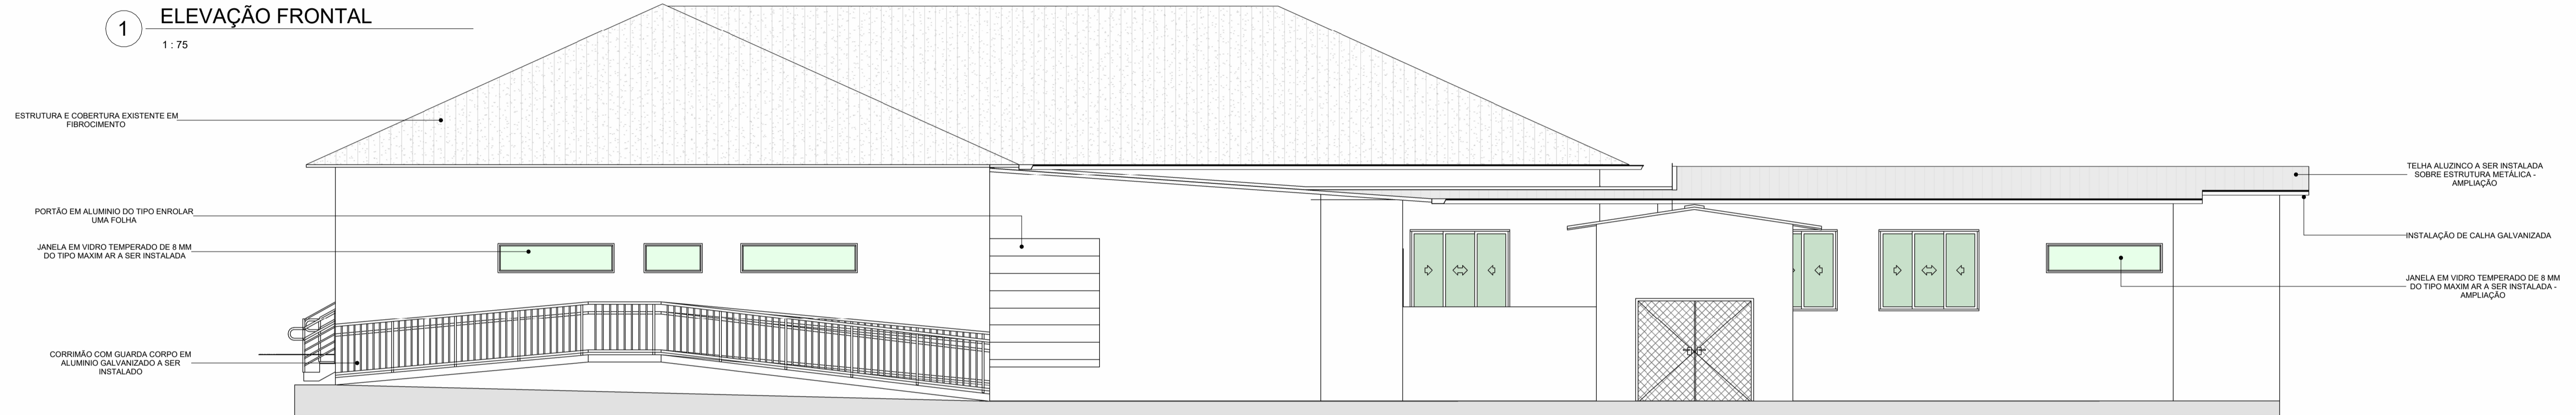 1
ELEVAÇÃO FRONTAL
1 : 75
ESTRUTURA E COBERTURA EXISTENTE EM
FIBROCIMENTO
PORTÃO EM ALUMINIO DO TIPO ENROLAR
UMA FOLHA
JANELA EM VIDRO TEMPERADO DE 8 MM
DO TIPO MAXIM AR A SER INSTALADA
CORRIMÃO COM GUARDA CORPO EM
ALUMINIO GALVANIZADO A SER
INSTALADO
TELHA ALUZINCO A SER INSTALADA
SOBRE ESTRUTURA METÁLICA -
AMPLIAÇÃO
INSTALAÇÃO DE CALHA GALVANIZADA
JANELA EM VIDRO TEMPERADO DE 8 MM
DO TIPO MAXIM AR A SER INSTALADA -
AMPLIAÇÃO